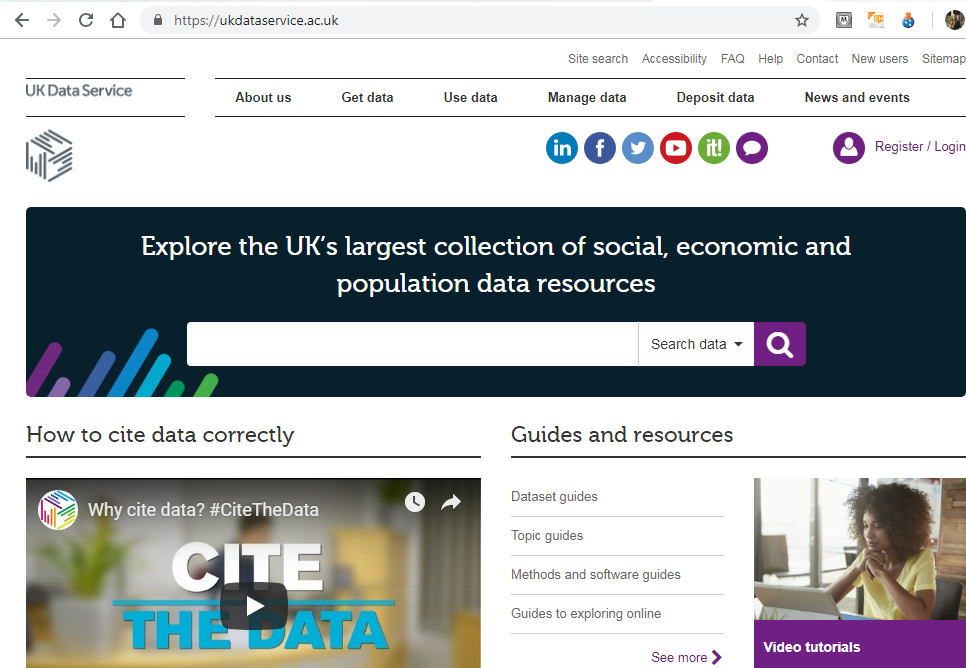 https://ukdataservice.ac.uk
Site search Accessibility FAQ Help Contact New users Sitemap
UK Data Service
About us Get data Use data Manage data Deposit data News and events
in f it! Register / Login
Explore the UK's largest collection of social, economic and
population data resources
Search data
How to cite data correctly
Guides and resources
Why cite data? #CiteTheData
CITE
THE DATA
Dataset guides
Topic guides
Methods and software guides
Guides to exploring online
See more
Video tutorials